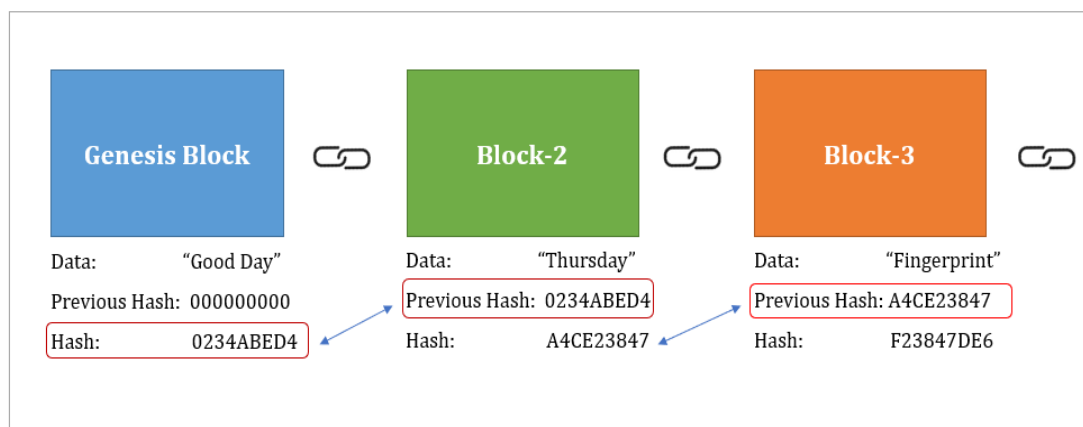 Genesis Block
Block-2
Block-3
Data: “Good Day”
Previous Hash: 000000000
Hash: 0234ABED4
Data: “Thursday”
Previous Hash: 0234ABED4
Hash: A4CE23847
Data: “Fingerprint”
Previous Hash: A4CE23847
Hash: F23847DE6